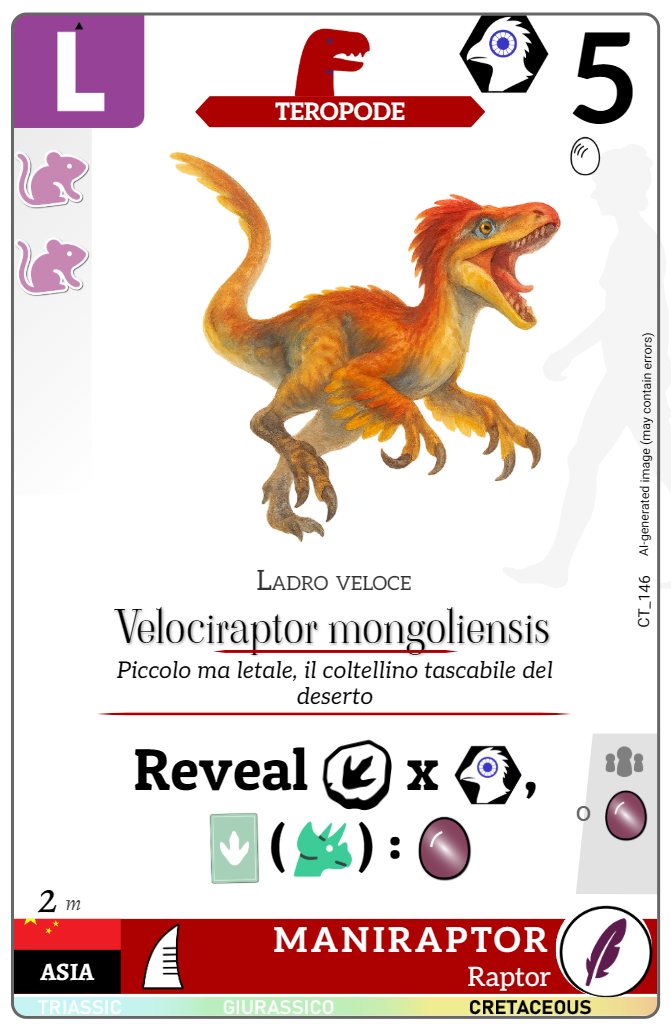 L
TEROPODE
5
AI-generated image (may contain errors)
CT_146
LADRO VELOCE
Velociraptor mongoliensis
Piccolo ma letale, il coltellino tascabile del
deserto
Reveal x ,
( ) :
O
2 m
ASIA
MANIRAPTOR
Raptor
TRIASSIC GIURASSICO CRETACEOUS